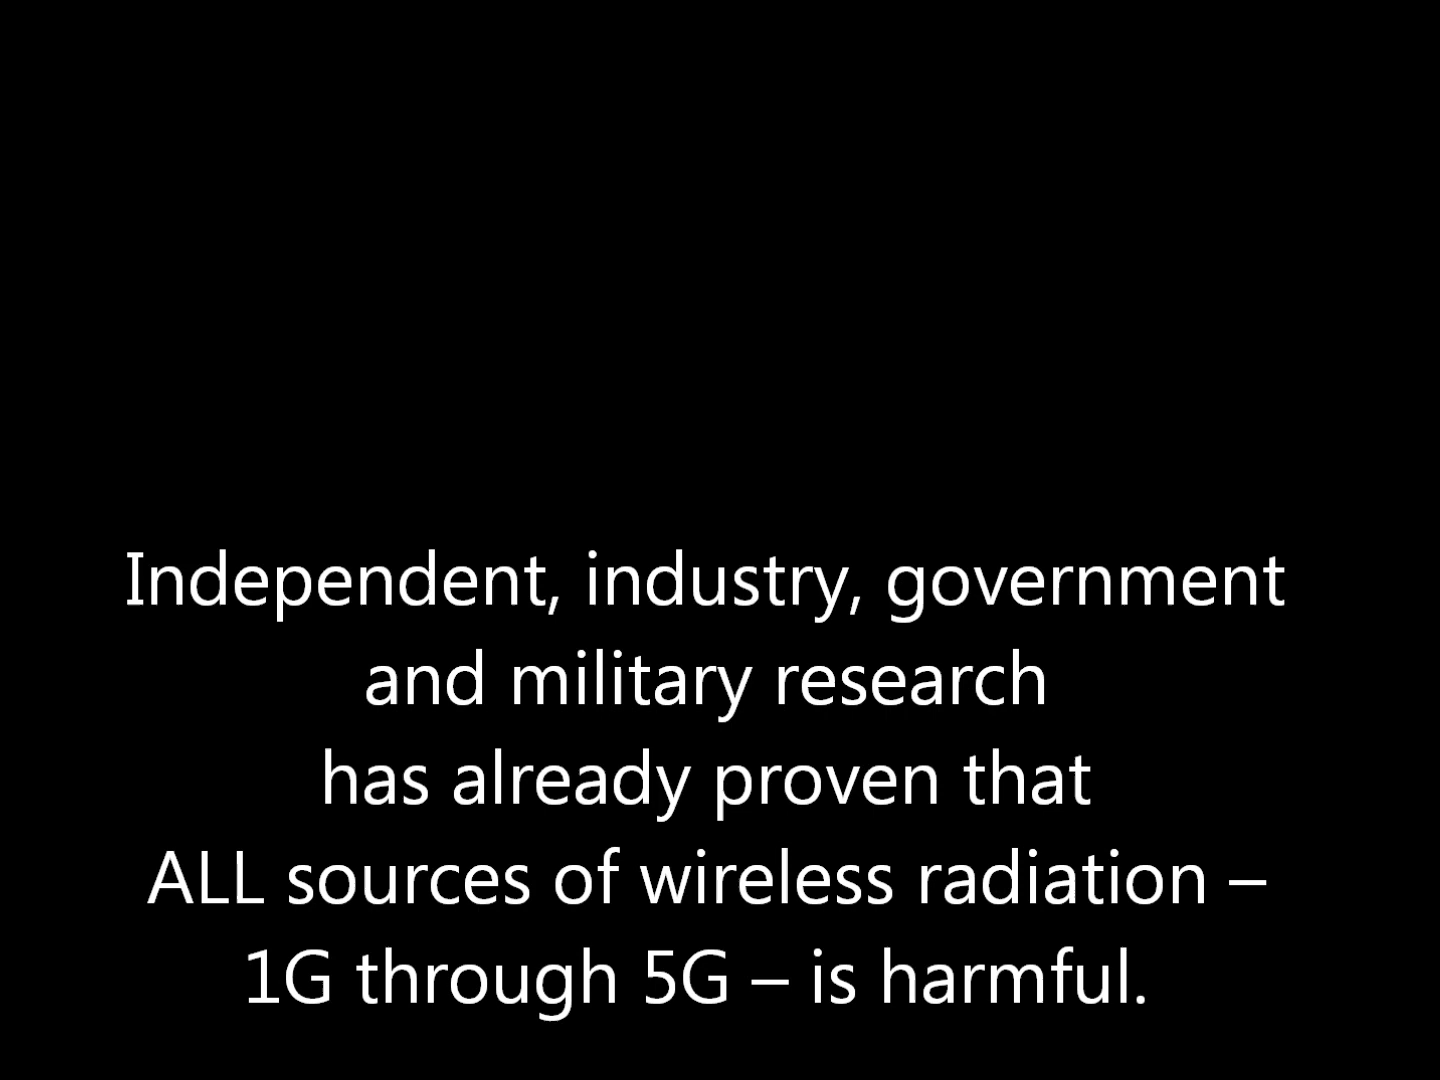 Independent, industry, government
and military research
has already proven that
ALL sources of wireless radiation –
1G through 5G – is harmful.